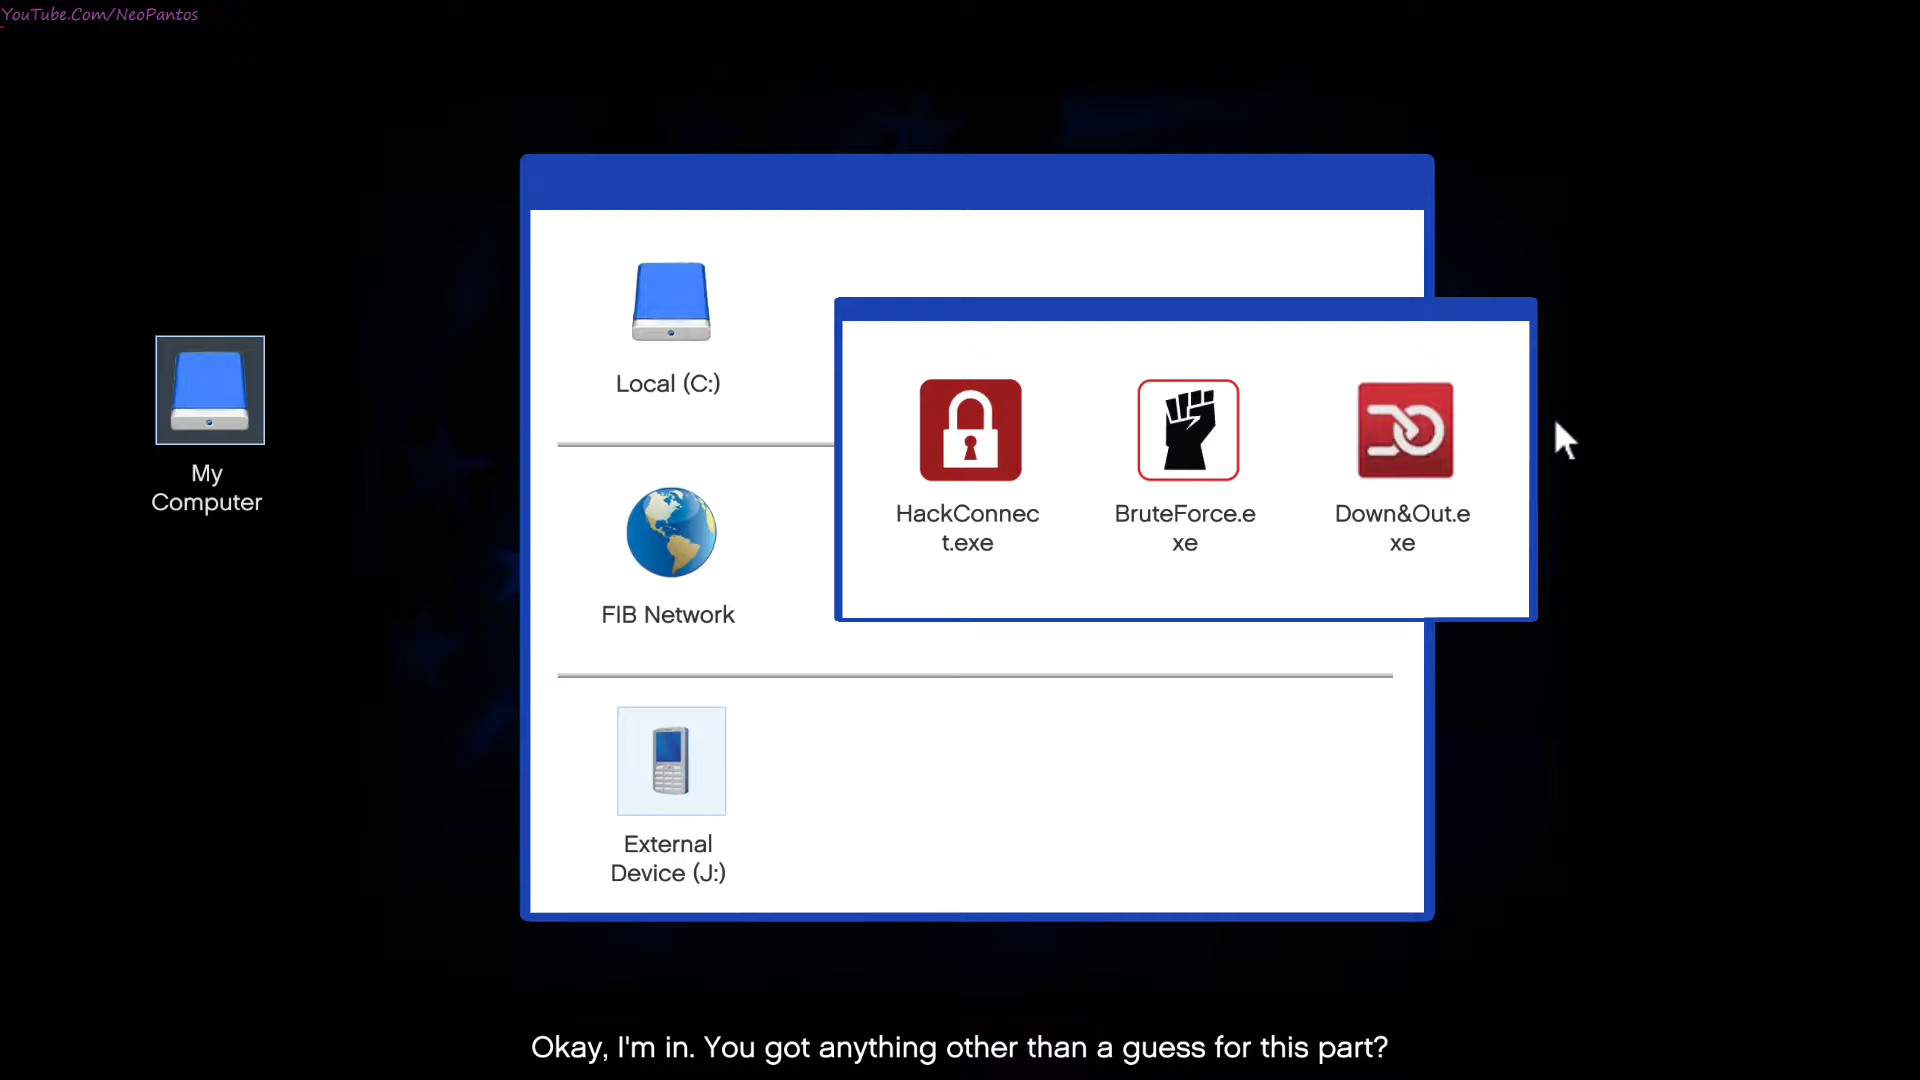 YouTube.Com/NeoPantos
Local (C:)
My
Computer
HackConnec
t.exe
BruteForce.e
xe
Down&Out.e
xe
FIB Network
External
Device (J:)
Okay, I'm in. You got anything other than a guess for this part?